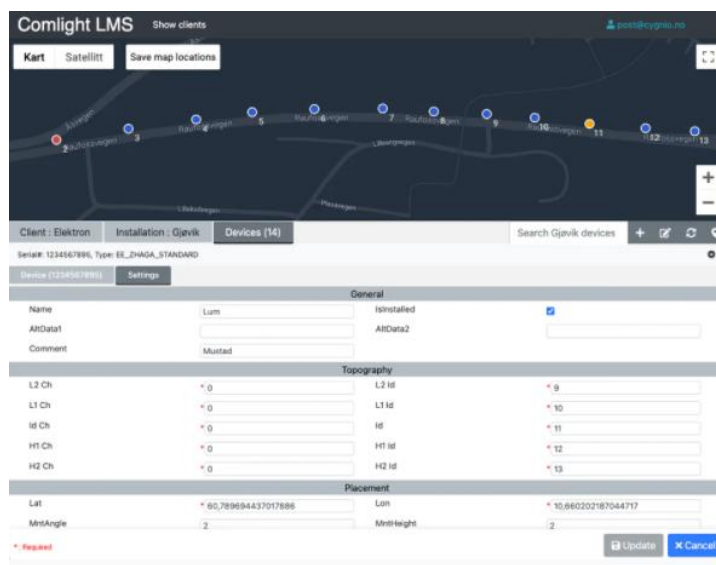 Comlight LMS Show clients post@cygnio.no
Kart Satellitt Save map locations
2 3 4 5 6 7 8 9 10 11 12 13
Raufossvegen
Client : Elektron Installation : Gjøvik Devices (14) Search Gjøvik devices
Serial#: 1234567895, Type: EE_ZHAGA_STANDARD
Device (1234567895) Settings
General
Name Lum IsInstalled
AltData1 AltData2
Comment Mustad
Topography
L2 Ch * 0 L2 Id * 9
L1 Ch * 0 L1 Id * 10
Id Ch * 0 Id * 11
H1 Ch * 0 H1 Id * 12
H2 Ch * 0 H2 Id * 13
Placement
Lat * 60,789694437017886 Lon * 10,660202187044717
MntAngle 2 MntHeight 2
* : Required Update Cancel